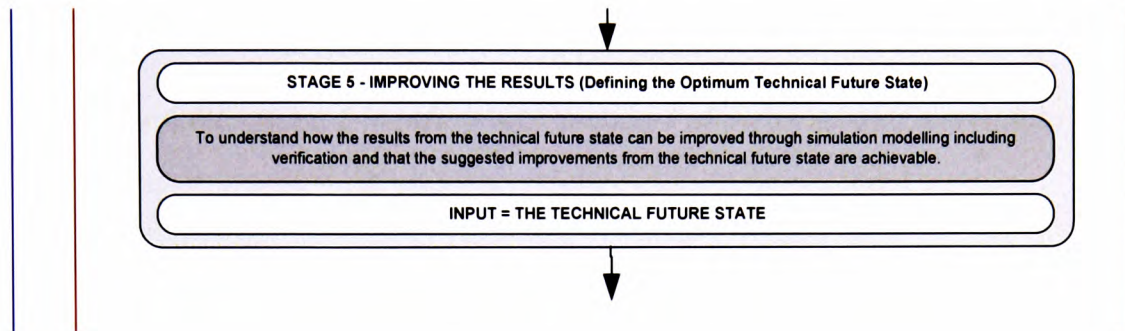 STAGE 5 - IMPROVING THE RESULTS (Defining the Optimum Technical Future State)
To understand how the results from the technical future state can be improved through simulation modelling including
verification and that the suggested improvements from the technical future state are achievable.
INPUT = THE TECHNICAL FUTURE STATE